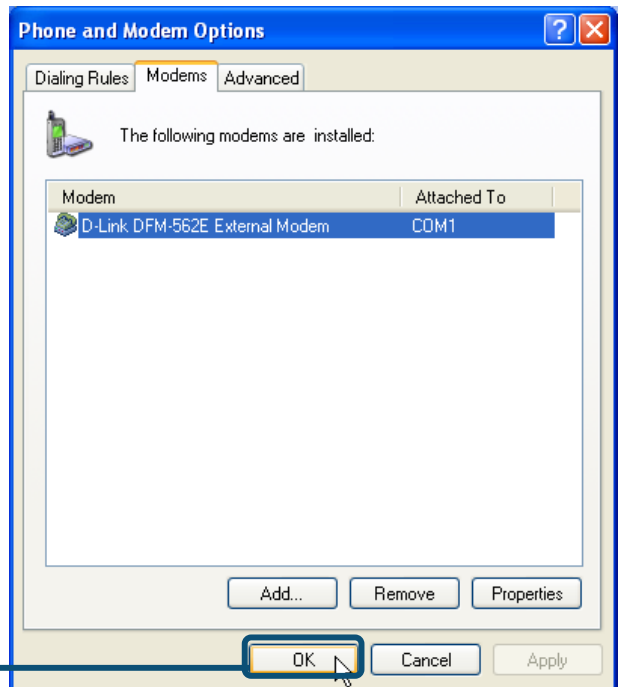 Phone and Modem Options
Dialing Rules Modems Advanced
The following modems are installed:
Modem Attached To
D-Link DFM-562E External Modem COM1
Add... Remove Properties
OK Cancel Apply